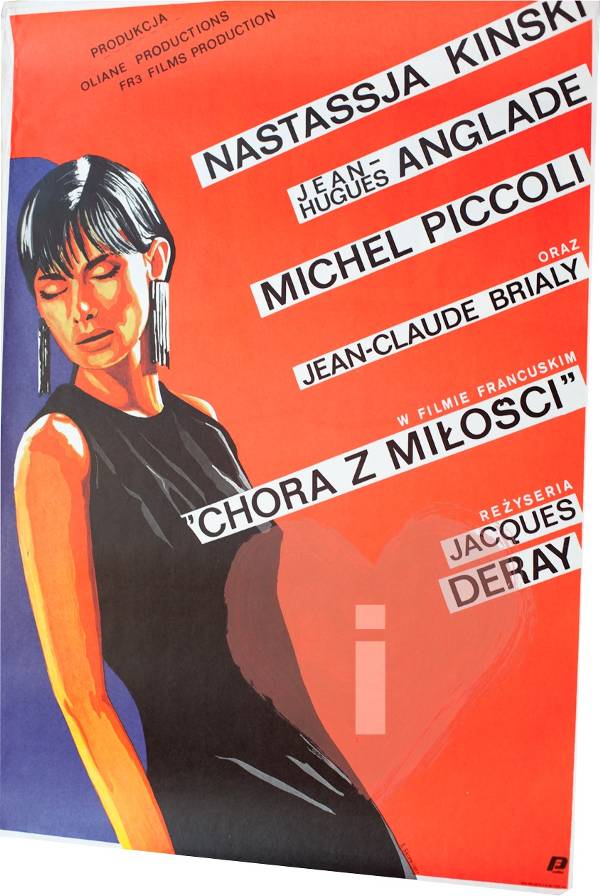 PRODUKCJA
OLIANE PRODUCTIONS
FR3 FILMS PRODUCTION
NASTASSJA KINSKI
JEAN-
HUGUES ANGLADE
MICHEL PICCOLI
ORAZ
JEAN-CLAUDE BRIALY
W FILMIE FRANCUSKIM
"CHORA Z MIŁOŚCI"
REŻYSERIA
JACQUES
DERAY
i